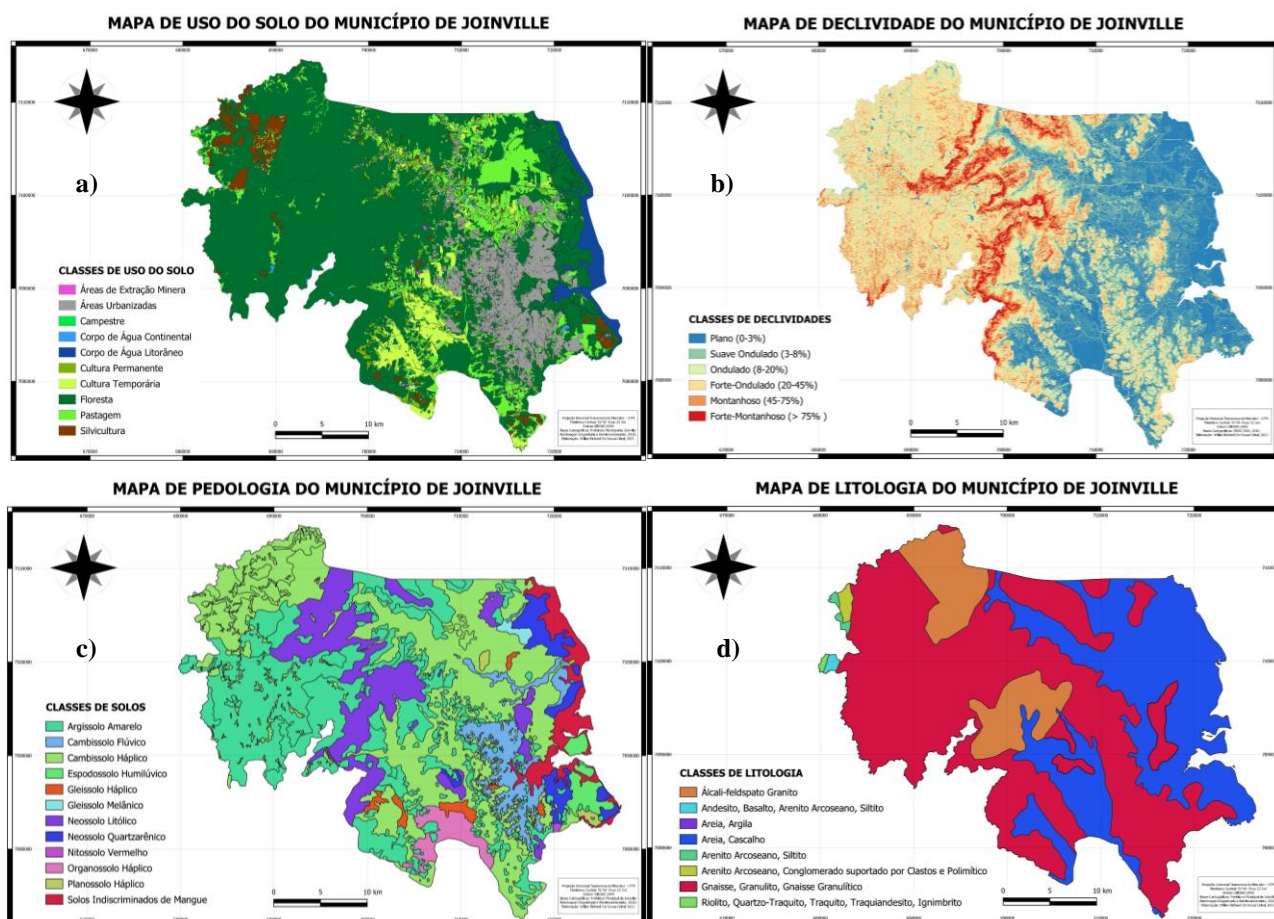 MAPA DE USO DO SOLO DO MUNICÍPIO DE JOINVILLE
a)
CLASSES DE USO DO SOLO
Áreas de Extração Minera
Áreas Urbanizadas
Campestre
Corpo de Água Continental
Corpo de Água Litorâneo
Cultura Permanente
Cultura Temporária
Floresta
Pastagem
Silvicultura
0 5 10 km
MAPA DE DECLIVIDADE DO MUNICÍPIO DE JOINVILLE
b)
CLASSES DE DECLIVIDADES
Plano (0-3%)
Suave Ondulado (3-8%)
Ondulado (8-20%)
Forte-Ondulado (20-45%)
Montanhoso (45-75%)
Forte-Montanhoso (> 75% )
0 5 10 km
MAPA DE PEDOLOGIA DO MUNICÍPIO DE JOINVILLE
c)
CLASSES DE SOLOS
Argissolo Amarelo
Cambissolo Flúvico
Cambissolo Háplico
Espodossolo Humilúvico
Gleissolo Háplico
Gleissolo Melânico
Neossolo Litólico
Neossolo Quartzarênico
Nitossolo Vermelho
Organossolo Háplico
Planossolo Háplico
Solos Indiscriminados de Mangue
0 5 10 km
MAPA DE LITOLOGIA DO MUNICÍPIO DE JOINVILLE
d)
CLASSES DE LITOLOGIA
Álcali-feldspato Granito
Andesito, Basalto, Arenito Arcoseano, Siltito
Areia, Argila
Areia, Cascalho
Arenito Arcoseano, Siltito
Arenito Arcoseano, Conglomerado suportado por Clastos e Polimítico
Gnaisse, Granulito, Gnaisse Granulítico
Riolito, Quartzo-Traquito, Traquito, Traquiandesito, Ignimbrito
0 5 10 km